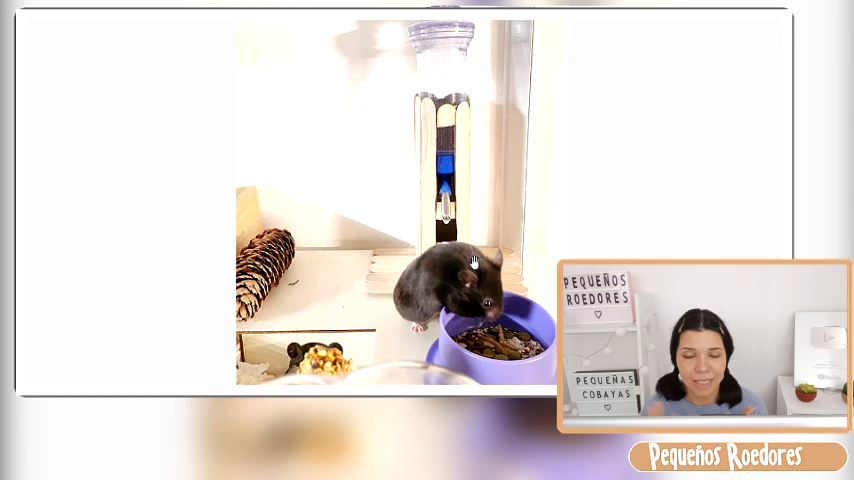 PEQUEÑOS
ROEDORES
PEQUEÑAS
COBAYAS
Pequeños Roedores